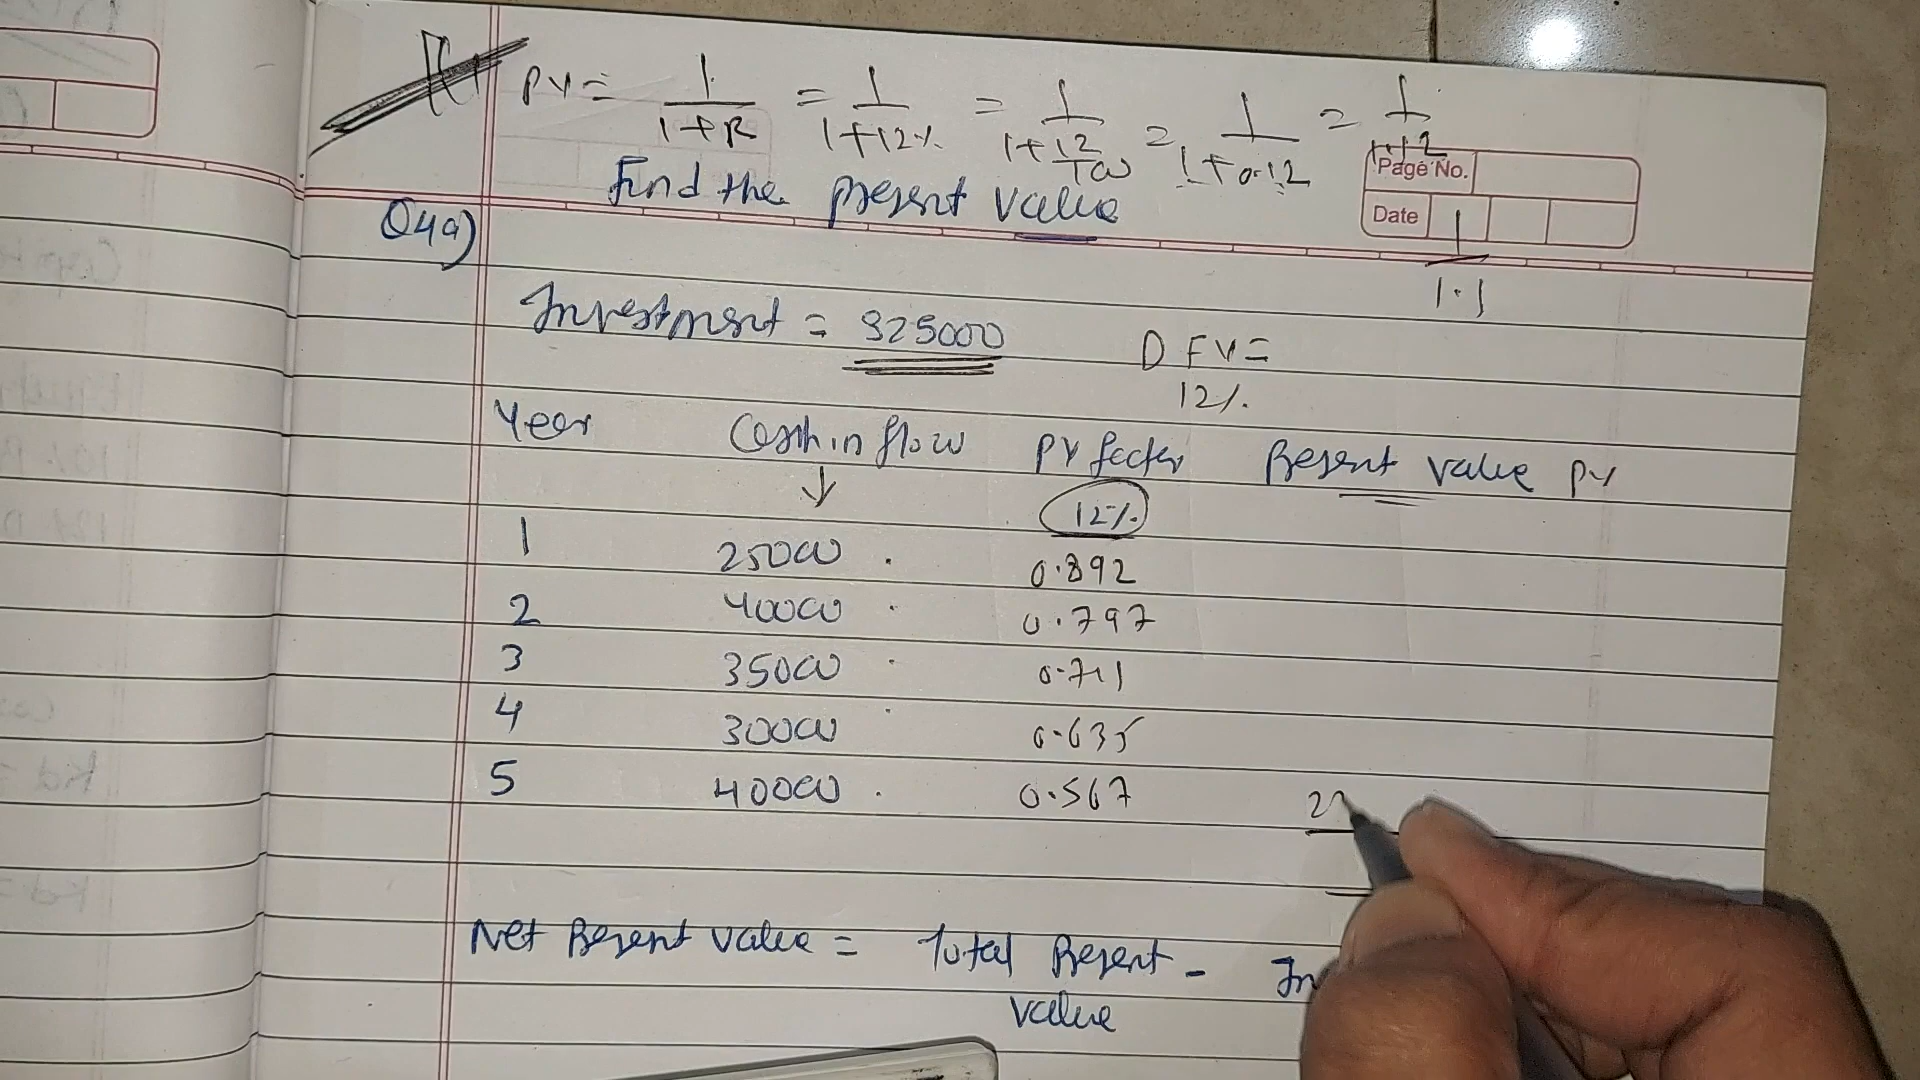 PV = 1/1+R = 1/1+12% = 1/1+12/100 = 1/1+0.12 = 1/1.12
Page No.
Find the present value
Q4a)
Date
1/1.1
Investment = 325000
DFV =
12%
Year Cash in flow PV factor Present value PV
↓ 12%
1 25000 0.892
2 40000 0.797
3 35000 0.711
4 30000 0.635
5 40000 0.567 22
Net Present value = Total Present - In
value